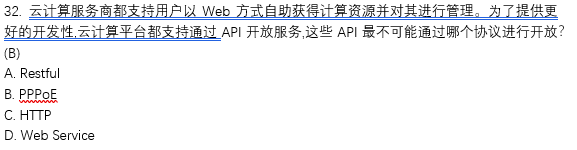 32. 云计算服务商都支持用户以 Web 方式自助获得计算资源并对其进行管理。为了提供更
好的开发性,云计算平台都支持通过 API 开放服务,这些 API 最不可能通过哪个协议进行开放?
(B)
A. Restful
B. PPPoE
C. HTTP
D. Web Service